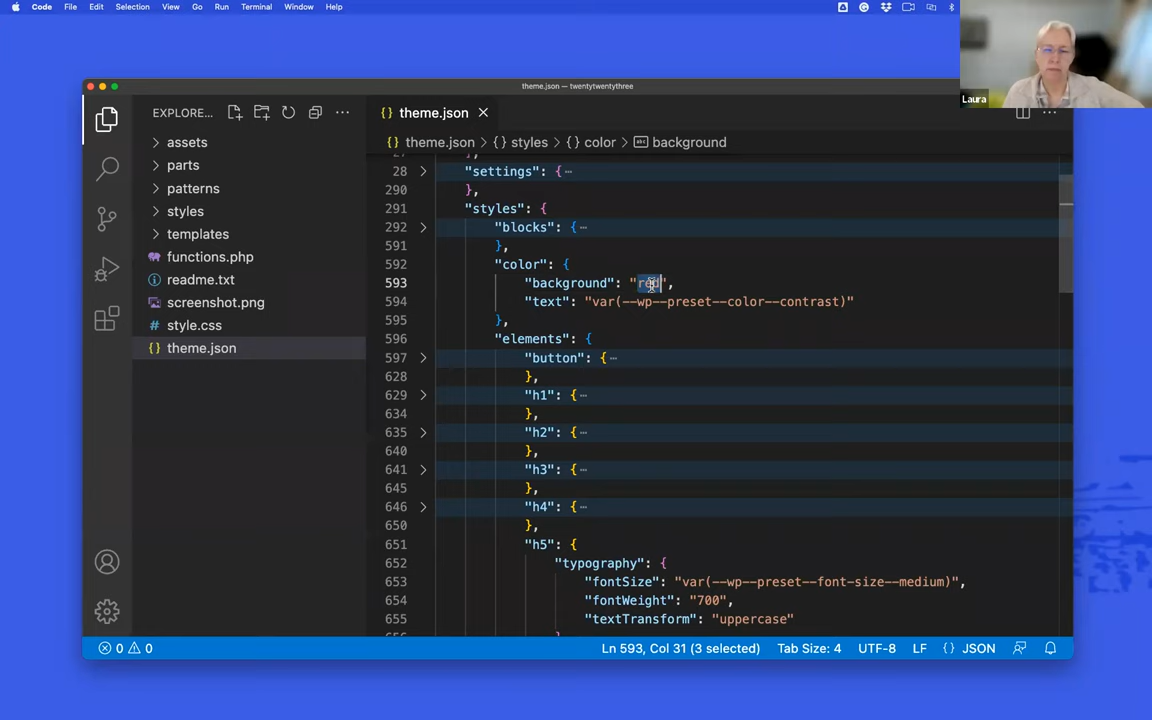 Code File Edit Selection View Go Run Terminal Window Help
theme.json — twentytwentythree
Laura
EXPLORE...
theme.json
theme.json > {} styles > {} color > background
assets
parts
patterns
styles
templates
functions.php
readme.txt
screenshot.png
style.css
theme.json
28 "settings": {
290 },
291 "styles": {
292 "blocks": {
591 },
592 "color": {
593 "background": "red",
594 "text": "var(--wp--preset--color--contrast)"
595 },
596 "elements": {
597 "button": {
628 },
629 "h1": {
634 },
635 "h2": {
640 },
641 "h3": {
645 },
646 "h4": {
650 },
651 "h5": {
652 "typography": {
653 "fontSize": "var(--wp--preset--font-size--medium)",
654 "fontWeight": "700",
655 "textTransform": "uppercase"
0 0 Ln 593, Col 31 (3 selected) Tab Size: 4 UTF-8 LF {} JSON